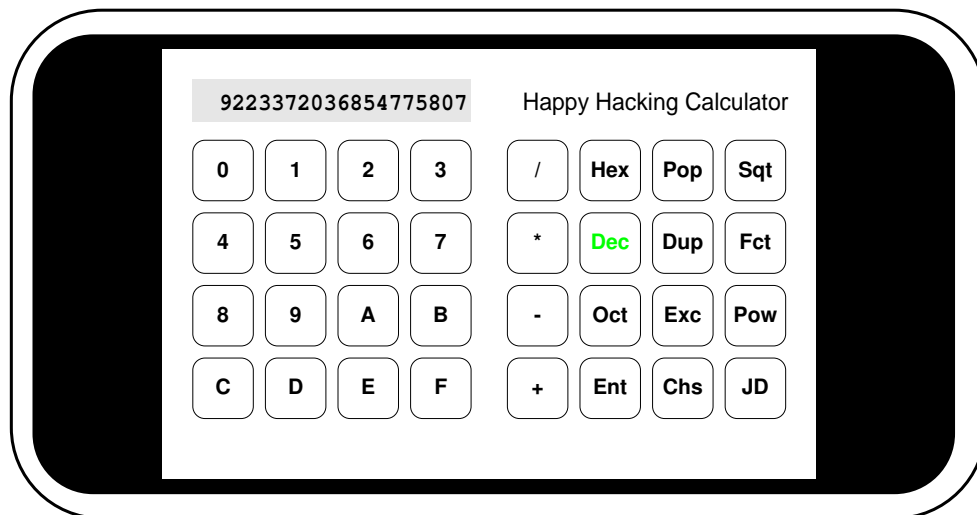 9223372036854775807 Happy Hacking Calculator
0 1 2 3 / Hex Pop Sqt
4 5 6 7 * Dec Dup Fct
8 9 A B - Oct Exc Pow
C D E F + Ent Chs JD